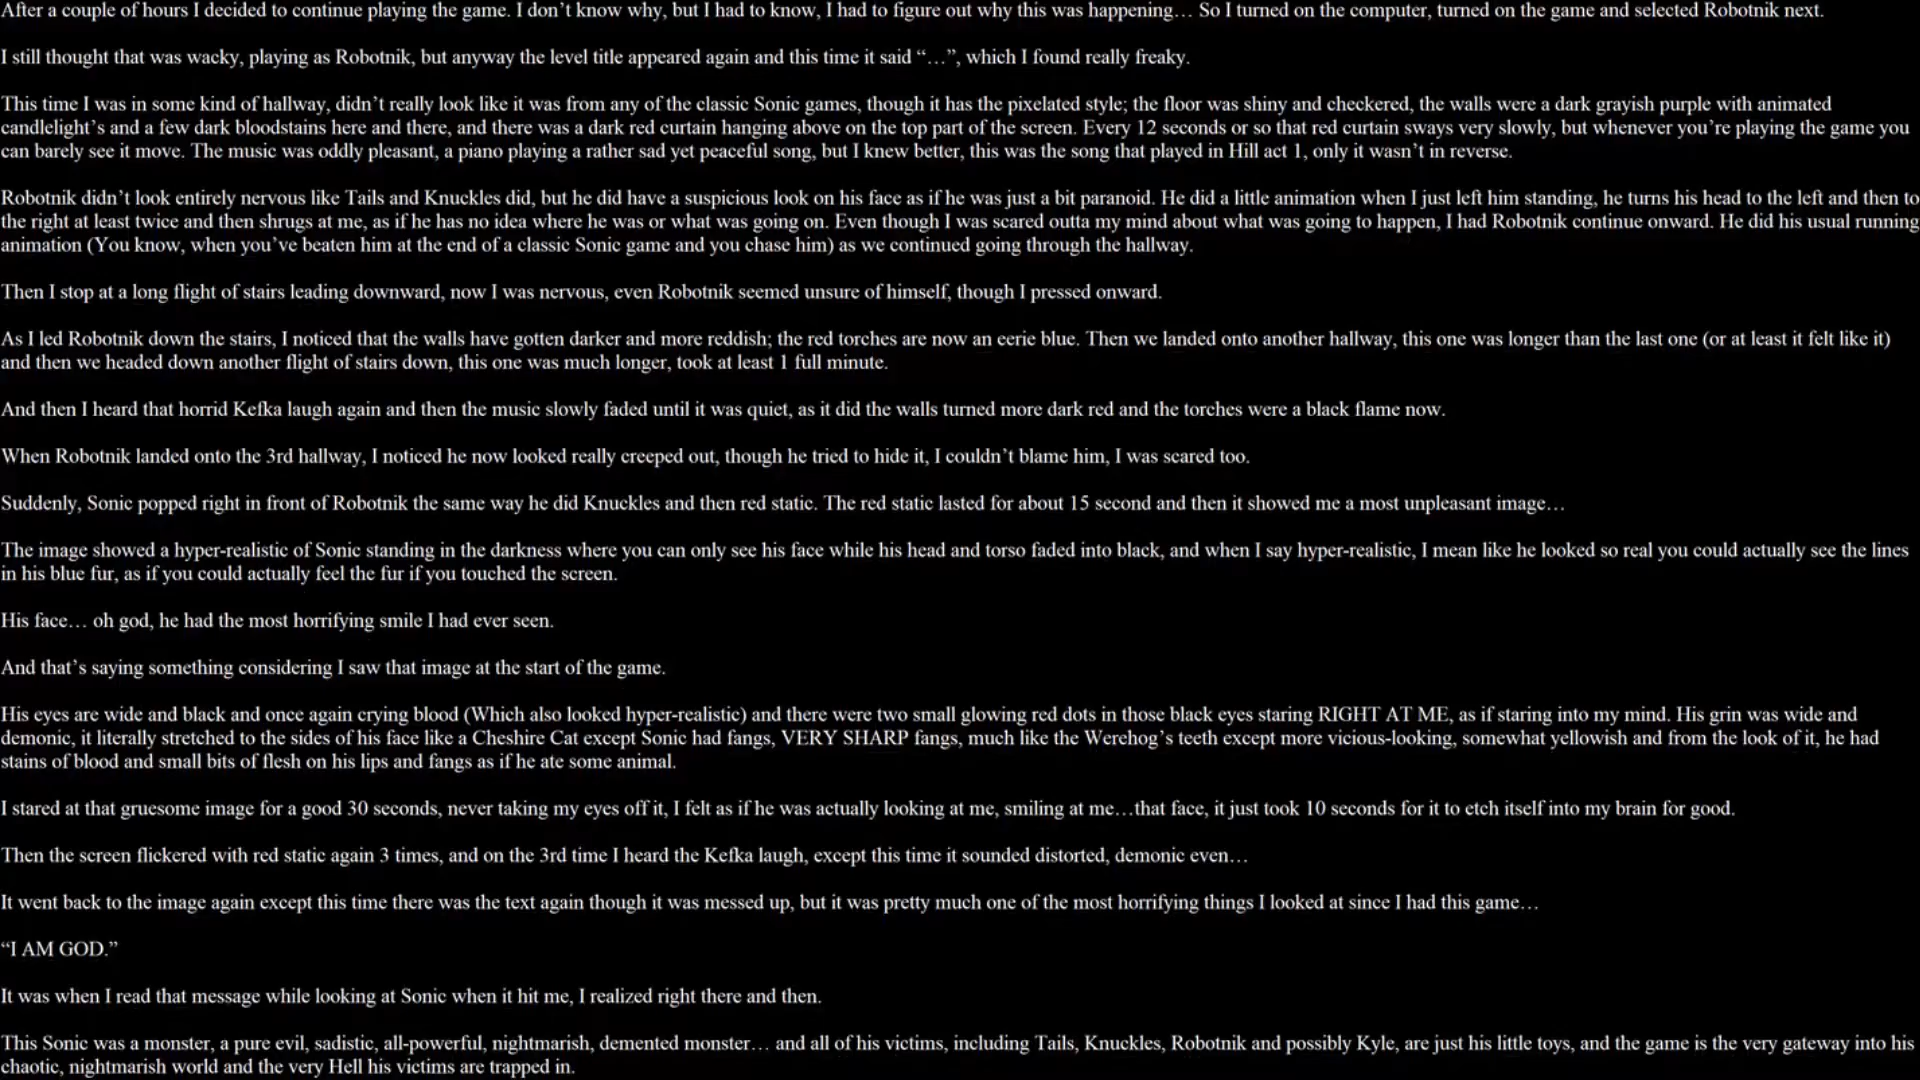 After a couple of hours I decided to continue playing the game. I don’t know why, but I had to know, I had to figure out why this was happening… So I turned on the computer, turned on the game and selected Robotnik next.
I still thought that was wacky, playing as Robotnik, but anyway the level title appeared again and this time it said “…”, which I found really freaky.
This time I was in some kind of hallway, didn’t really look like it was from any of the classic Sonic games, though it has the pixelated style; the floor was shiny and checkered, the walls were a dark grayish purple with animated
candlelight’s and a few dark bloodstains here and there, and there was a dark red curtain hanging above on the top part of the screen. Every 12 seconds or so that red curtain sways very slowly, but whenever you’re playing the game you
can barely see it move. The music was oddly pleasant, a piano playing a rather sad yet peaceful song, but I knew better, this was the song that played in Hill act 1, only it wasn’t in reverse.
Robotnik didn’t look entirely nervous like Tails and Knuckles did, but he did have a suspicious look on his face as if he was just a bit paranoid. He did a little animation when I just left him standing, he turns his head to the left and then to
the right at least twice and then shrugs at me, as if he has no idea where he was or what was going on. Even though I was scared outta my mind about what was going to happen, I had Robotnik continue onward. He did his usual running
animation (You know, when you’ve beaten him at the end of a classic Sonic game and you chase him) as we continued going through the hallway.
Then I stop at a long flight of stairs leading downward, now I was nervous, even Robotnik seemed unsure of himself, though I pressed onward.
As I led Robotnik down the stairs, I noticed that the walls have gotten darker and more reddish; the red torches are now an eerie blue. Then we landed onto another hallway, this one was longer than the last one (or at least it felt like it)
and then we headed down another flight of stairs down, this one was much longer, took at least 1 full minute.
And then I heard that horrid Kefka laugh again and then the music slowly faded until it was quiet, as it did the walls turned more dark red and the torches were a black flame now.
When Robotnik landed onto the 3rd hallway, I noticed he now looked really creeped out, though he tried to hide it, I couldn’t blame him, I was scared too.
Suddenly, Sonic popped right in front of Robotnik the same way he did Knuckles and then red static. The red static lasted for about 15 second and then it showed me a most unpleasant image…
The image showed a hyper-realistic of Sonic standing in the darkness where you can only see his face while his head and torso faded into black, and when I say hyper-realistic, I mean like he looked so real you could actually see the lines
in his blue fur, as if you could actually feel the fur if you touched the screen.
His face… oh god, he had the most horrifying smile I had ever seen.
And that’s saying something considering I saw that image at the start of the game.
His eyes are wide and black and once again crying blood (Which also looked hyper-realistic) and there were two small glowing red dots in those black eyes staring RIGHT AT ME, as if staring into my mind. His grin was wide and
demonic, it literally stretched to the sides of his face like a Cheshire Cat except Sonic had fangs, VERY SHARP fangs, much like the Werehog’s teeth except more vicious-looking, somewhat yellowish and from the look of it, he had
stains of blood and small bits of flesh on his lips and fangs as if he ate some animal.
I stared at that gruesome image for a good 30 seconds, never taking my eyes off it, I felt as if he was actually looking at me, smiling at me…that face, it just took 10 seconds for it to etch itself into my brain for good.
Then the screen flickered with red static again 3 times, and on the 3rd time I heard the Kefka laugh, except this time it sounded distorted, demonic even…
It went back to the image again except this time there was the text again though it was messed up, but it was pretty much one of the most horrifying things I looked at since I had this game…
“I AM GOD.”
It was when I read that message while looking at Sonic when it hit me, I realized right there and then.
This Sonic was a monster, a pure evil, sadistic, all-powerful, nightmarish, demented monster… and all of his victims, including Tails, Knuckles, Robotnik and possibly Kyle, are just his little toys, and the game is the very gateway into his
chaotic, nightmarish world and the very Hell his victims are trapped in.